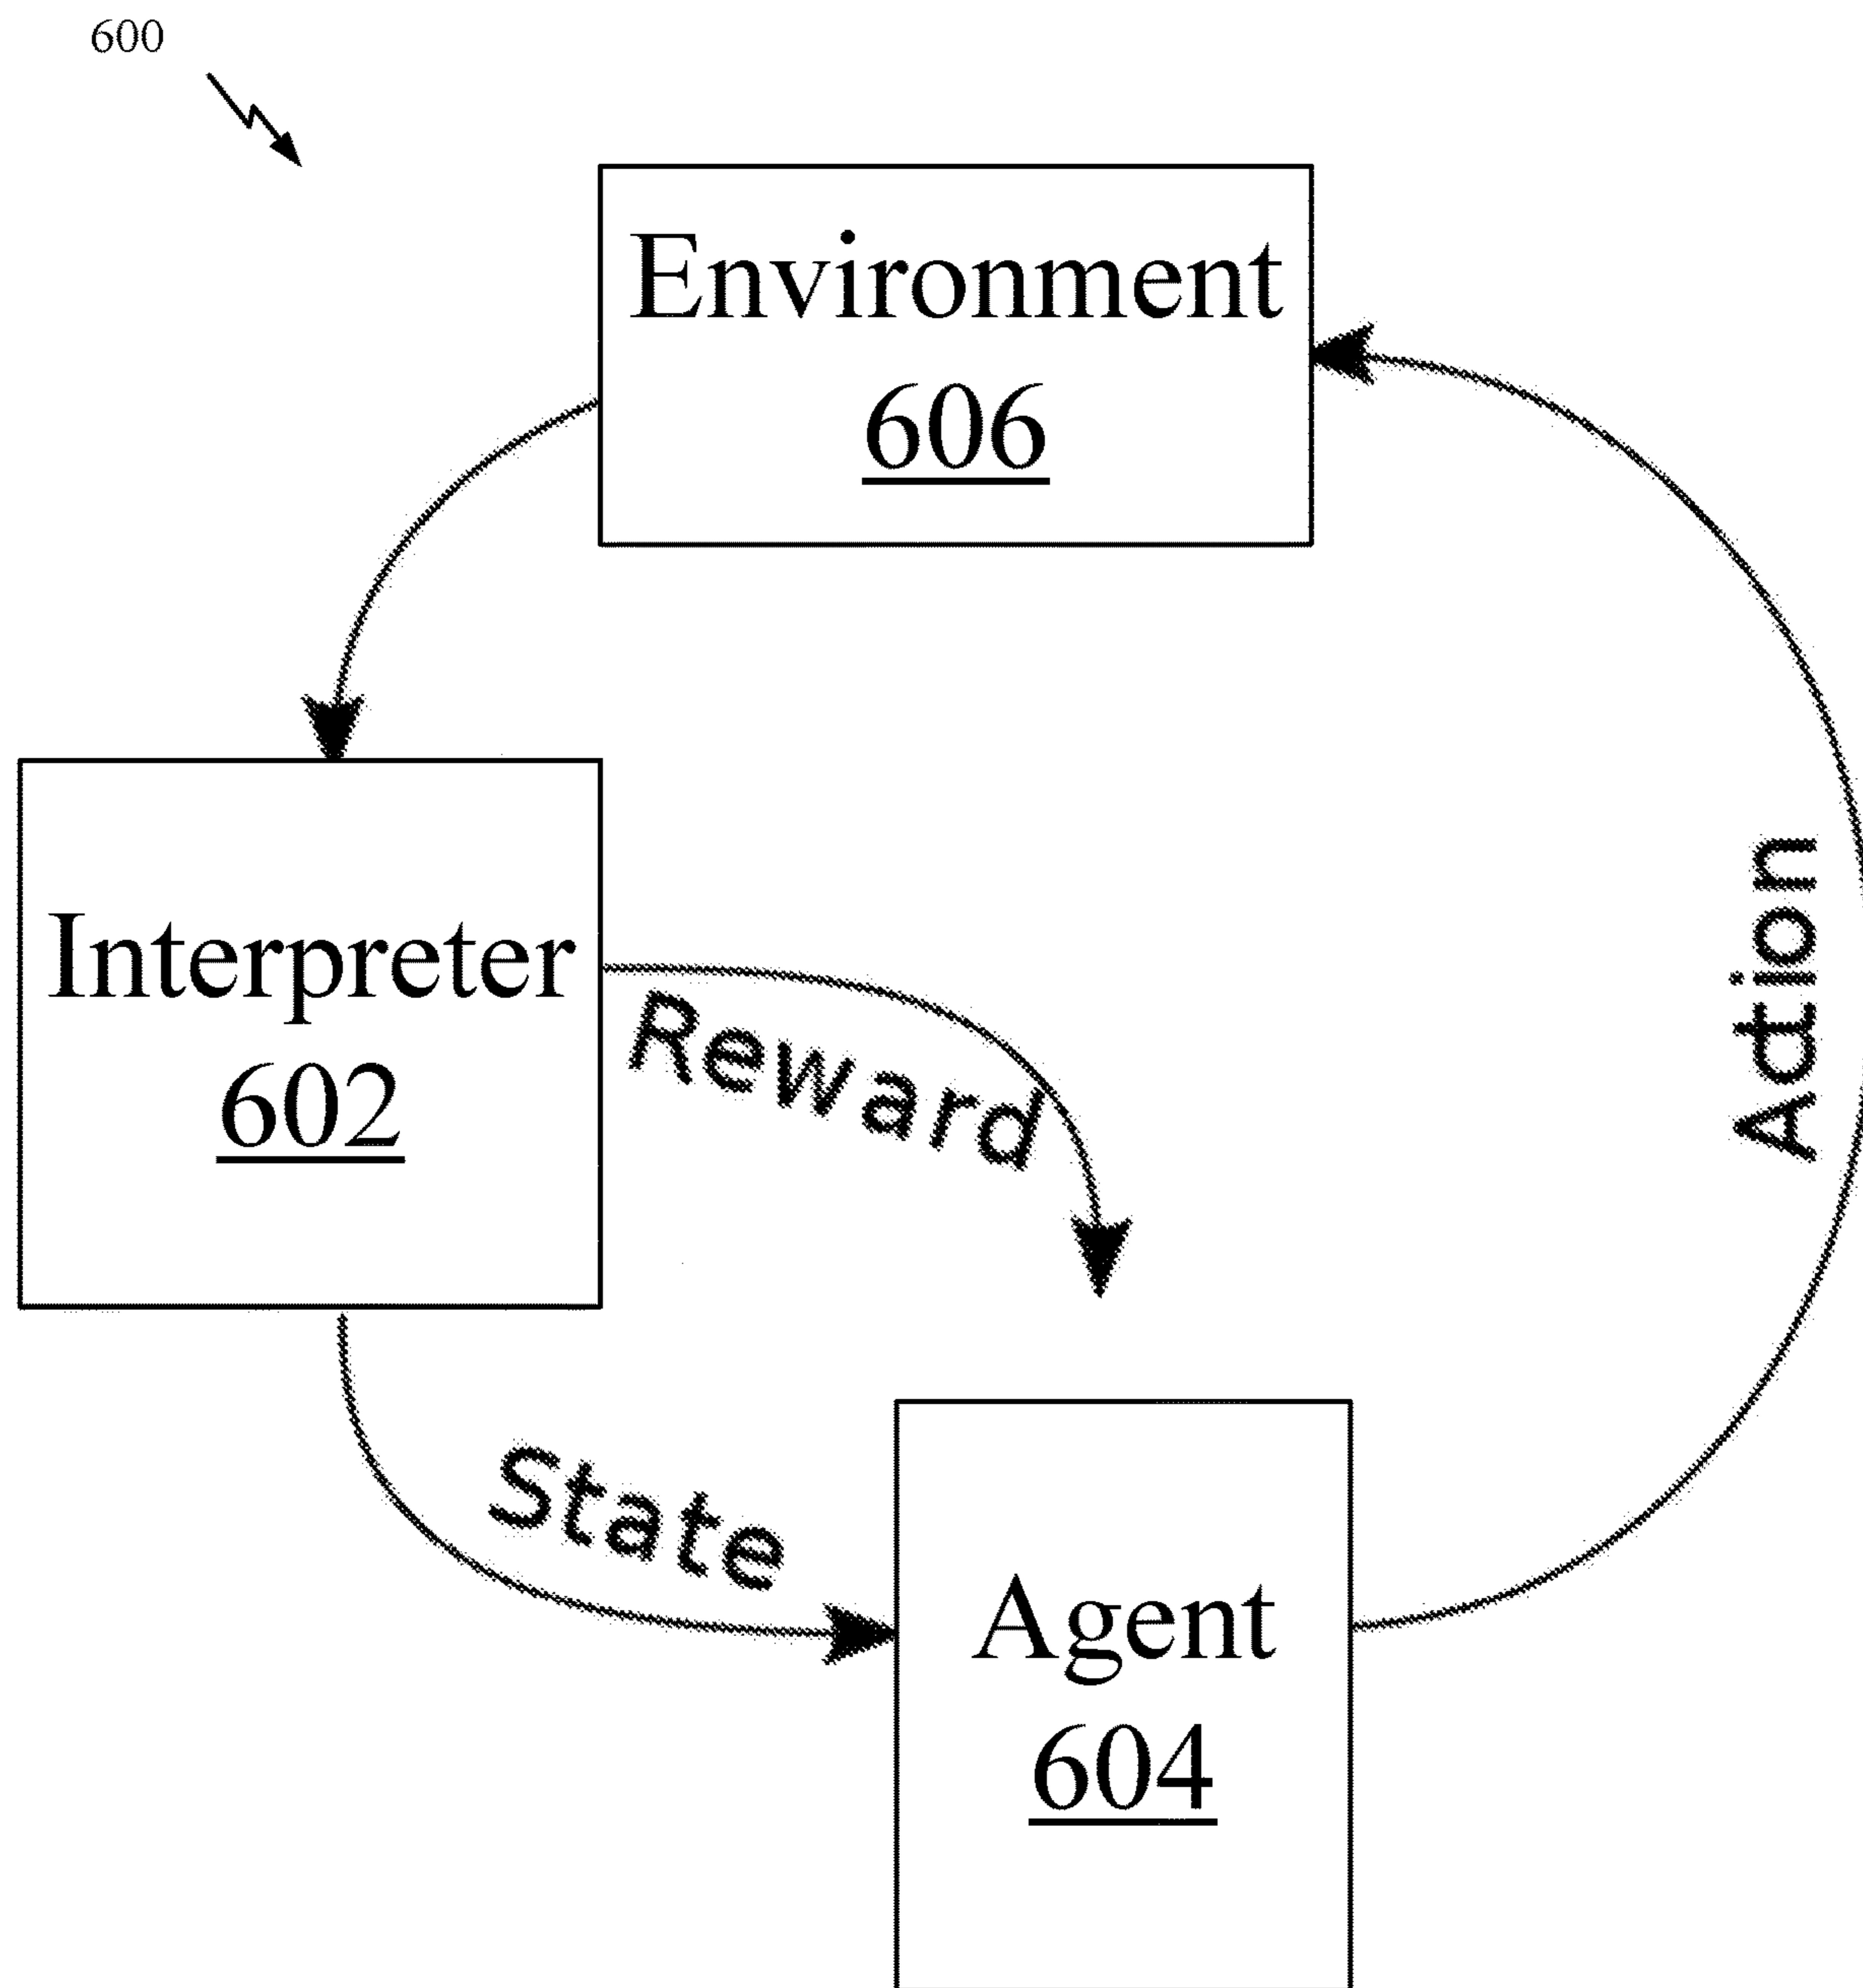 600
Environment
606
Interpreter
602
Reward
Action
State
Agent
604